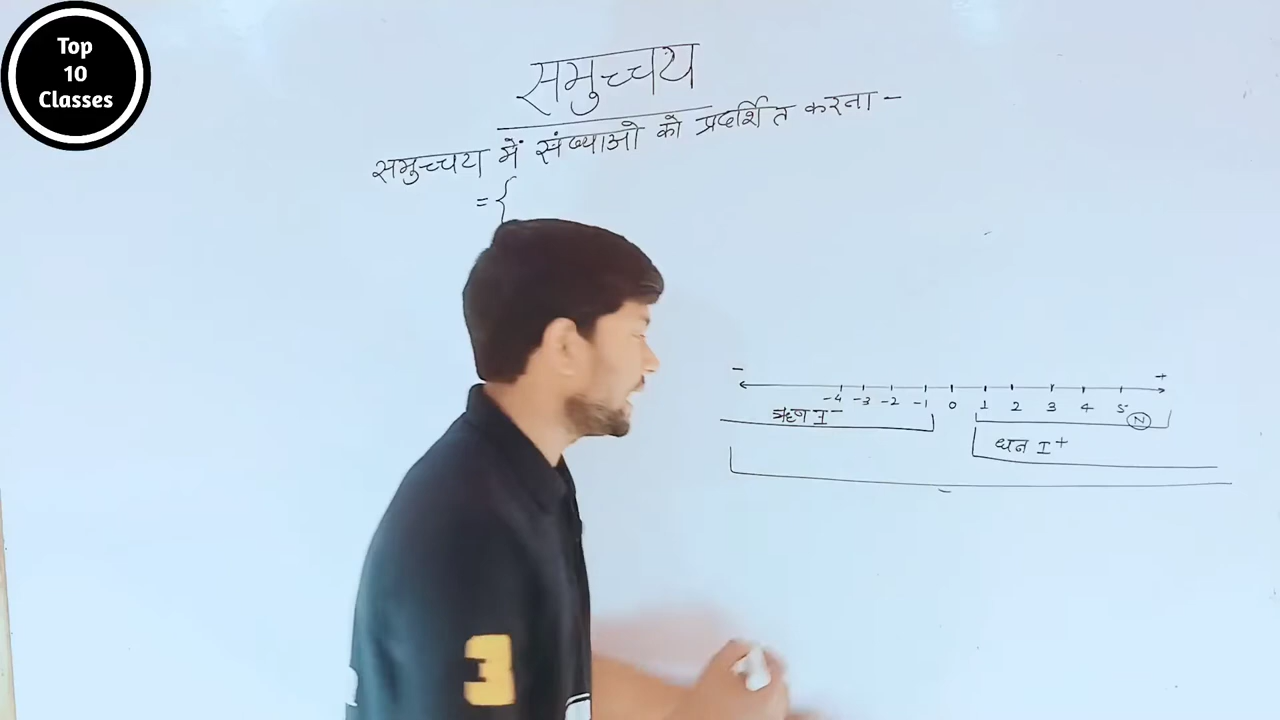 Top
10
Classes
समुच्चय
समुच्चय में संख्याओ को प्रदर्शित करना -
= {
- +
-4 -3 -2 -1 0 1 2 3 4 5
ऋण I- N
धन I+
3